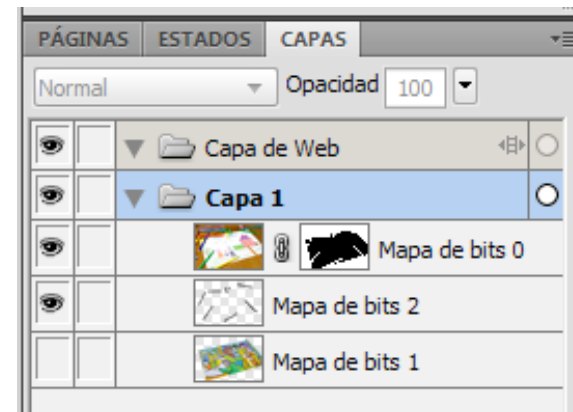 PÁGINAS ESTADOS CAPAS
Normal Opacidad 100
Capa de Web
Capa 1
Mapa de bits 0
Mapa de bits 2
Mapa de bits 1